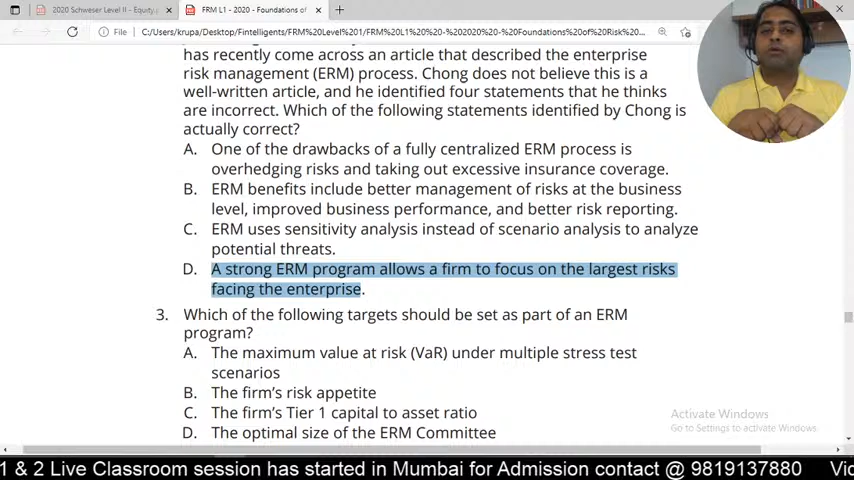 2020 Schweser Level II - Equity.p
FRM L1 - 2020 - Foundations of
File
C:/Users/krupa/Desktop/Fintelligents/FRM%20Level%201/FRM%20L1%20%20-%202020%20-%20Foundations%20of%20Risk%20M...
has recently come across an article that described the enterprise
risk management (ERM) process. Chong does not believe this is a
well-written article, and he identified four statements that he thinks
are incorrect. Which of the following statements identified by Chong is
actually correct?
A. One of the drawbacks of a fully centralized ERM process is
overhedging risks and taking out excessive insurance coverage.
B. ERM benefits include better management of risks at the business
level, improved business performance, and better risk reporting.
C. ERM uses sensitivity analysis instead of scenario analysis to analyze
potential threats.
D. A strong ERM program allows a firm to focus on the largest risks
facing the enterprise.
3. Which of the following targets should be set as part of an ERM
program?
A. The maximum value at risk (VaR) under multiple stress test
scenarios
B. The firm's risk appetite
C. The firm's Tier 1 capital to asset ratio
D. The optimal size of the ERM Committee
Activate Windows
Go to Settings to activate Windows.
1 & 2 Live Classroom session has started in Mumbai for Admission contact @ 9819137880 Vid